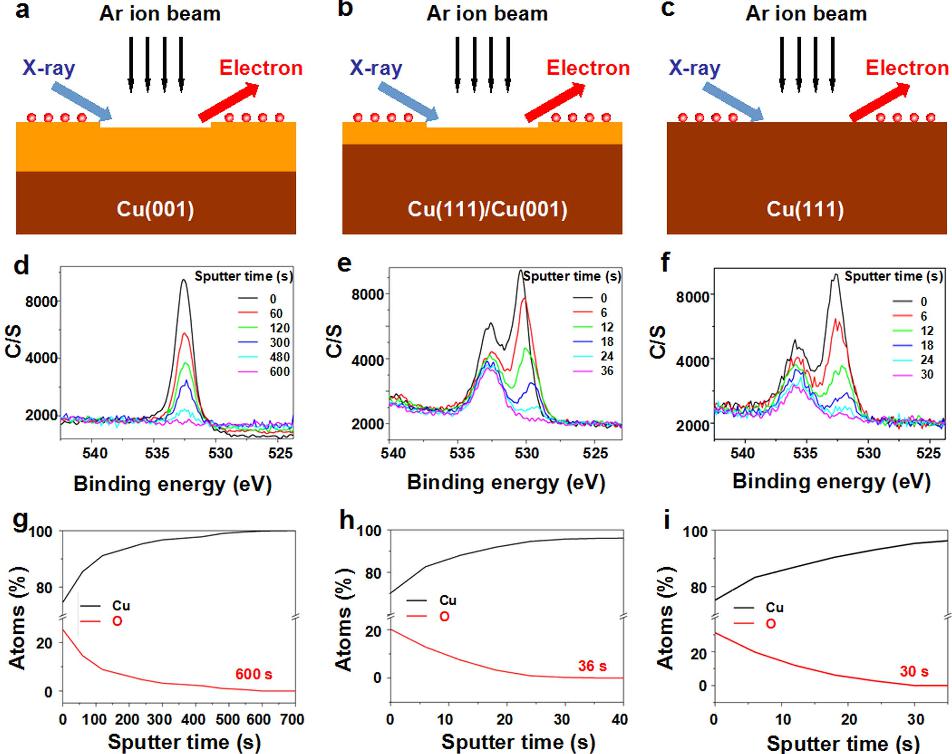 a
Ar ion beam
X-ray
Electron
Cu(001)
b
Ar ion beam
X-ray
Electron
Cu(111)/Cu(001)
c
Ar ion beam
X-ray
Electron
Cu(111)
d
Sputter time (s)
0
60
120
300
480
600
8000
4000
2000
C/S
540
535
530
525
Binding energy (eV)
e
Sputter time (s)
0
6
12
18
24
36
8000
4000
2000
C/S
540
535
530
525
Binding energy (eV)
f
Sputter time (s)
0
6
12
18
24
30
8000
4000
2000
C/S
540
535
530
525
Binding energy (eV)
g
100
80
20
0
Atoms (%)
Cu
O
600 s
0 100 200 300 400 500 600 700
Sputter time (s)
h
100
80
20
0
Atoms (%)
Cu
O
36 s
0 10 20 30 40
Sputter time (s)
i
100
80
20
0
Atoms (%)
Cu
O
30 s
0 10 20 30
Sputter time (s)